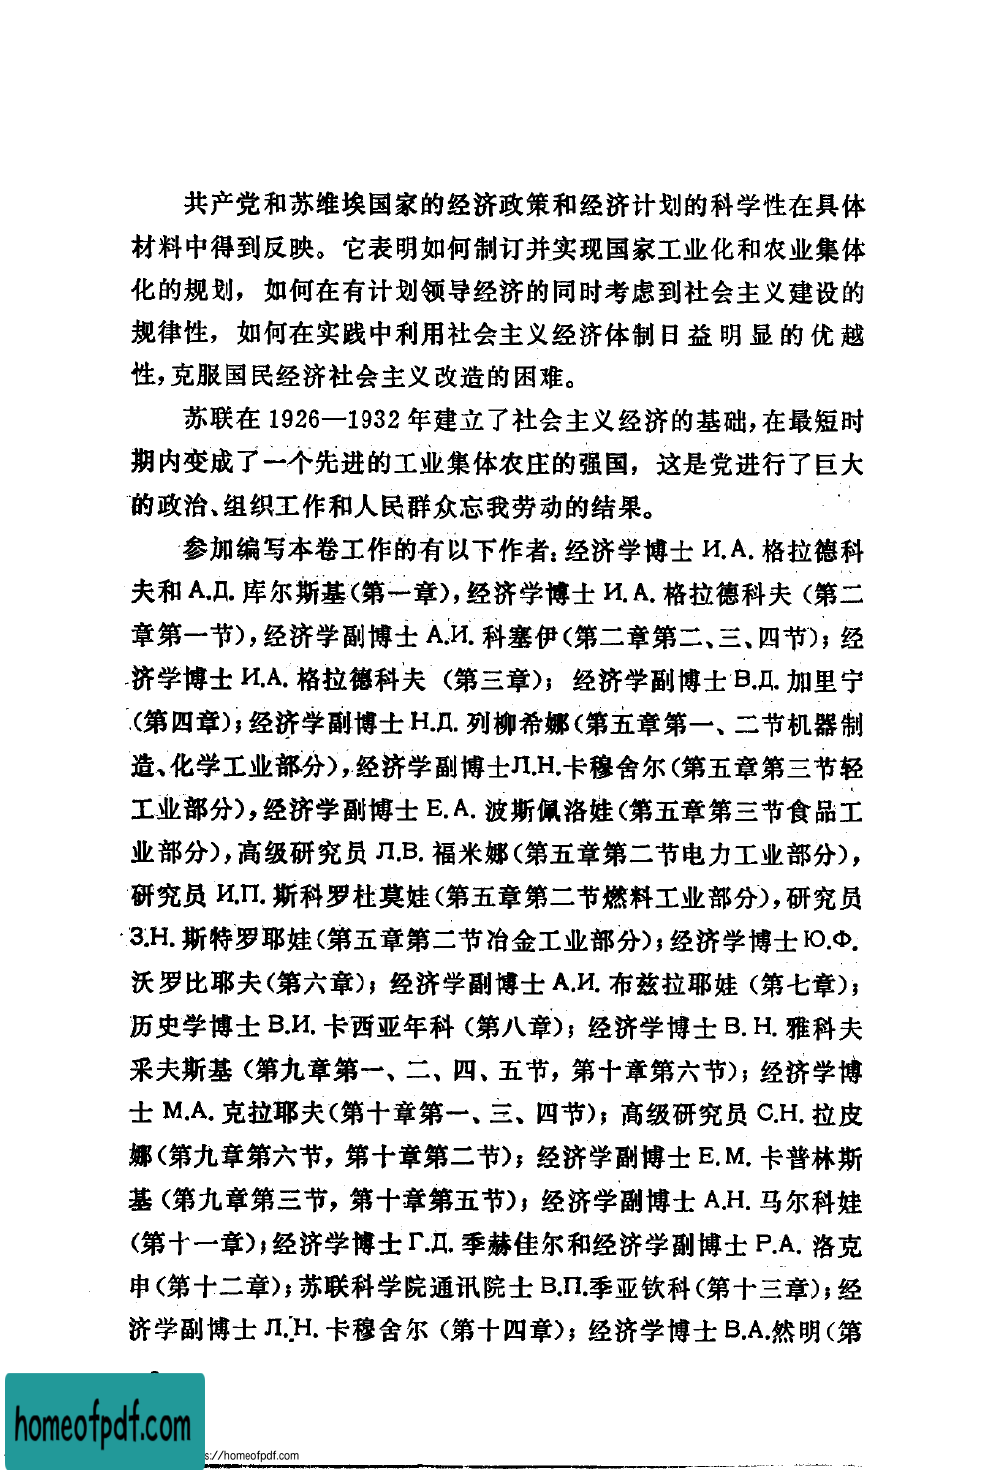 共产党和苏维埃国家的经济政策和经济计划的科学性在具体
材料中得到反映。它表明如何制订并实现国家工业化和农业集体
化的规划，如何在有计划领导经济的同时考虑到社会主义建设的
规律性，如何在实践中利用社会主义经济体制日益明显的优越
性，克服国民经济社会主义改造的困难。
苏联在1926—1932年建立了社会主义经济的基础，在最短时
期内变成了一个先进的工业集体农庄的强国，这是党进行了巨大
的政治、组织工作和人民群众忘我劳动的结果。
参加编写本卷工作的有以下作者：经济学博士И.А.格拉德科
夫和А.Д.库尔斯基（第一章），经济学博士И.А.格拉德科夫（第二
章第一节），经济学副博士А.И.科塞伊（第二章第二、三、四节）；经
济学博士И.А.格拉德科夫（第三章）；经济学副博士В.Д.加里宁
（第四章）；经济学副博士Н.Д.列柳希娜（第五章第一、二节机器制
造、化学工业部分），经济学副博士Л.Н.卡穆舍尔（第五章第三节轻
工业部分），经济学副博士Е.А.波斯佩洛娃（第五章第三节食品工
业部分），高级研究员Л.В.福米娜（第五章第二节电力工业部分），
研究员И.П.斯科罗杜莫娃（第五章第二节燃料工业部分），研究员
З.Н.斯特罗耶娃（第五章第二节冶金工业部分）；经济学博士Ю.Ф.
沃罗比耶夫（第六章）；经济学副博士А.И.布兹拉耶娃（第七章）；
历史学博士В.И.卡西亚年科（第八章）；经济学博士В.Н.雅科夫
采夫斯基（第九章第一、二、四、五节，第十章第六节）；经济学博
士М.А.克拉耶夫（第十章第一、三、四节）；高级研究员С.Н.拉皮
娜（第九章第六节，第十章第二节）；经济学副博士Е.М.卡普林斯
基（第九章第三节，第十章第五节）；经济学副博士А.Н.马尔科娃
（第十一章）；经济学博士Г.Д.季赫佳尔和经济学副博士Р.А.洛克
申（第十二章）；苏联科学院通讯院士В.П.季亚钦科（第十三章）；经
济学副博士Л.Н.卡穆舍尔（第十四章）；经济学博士В.А.然明（第
homeofpdf.com
s://homeofpdf.com